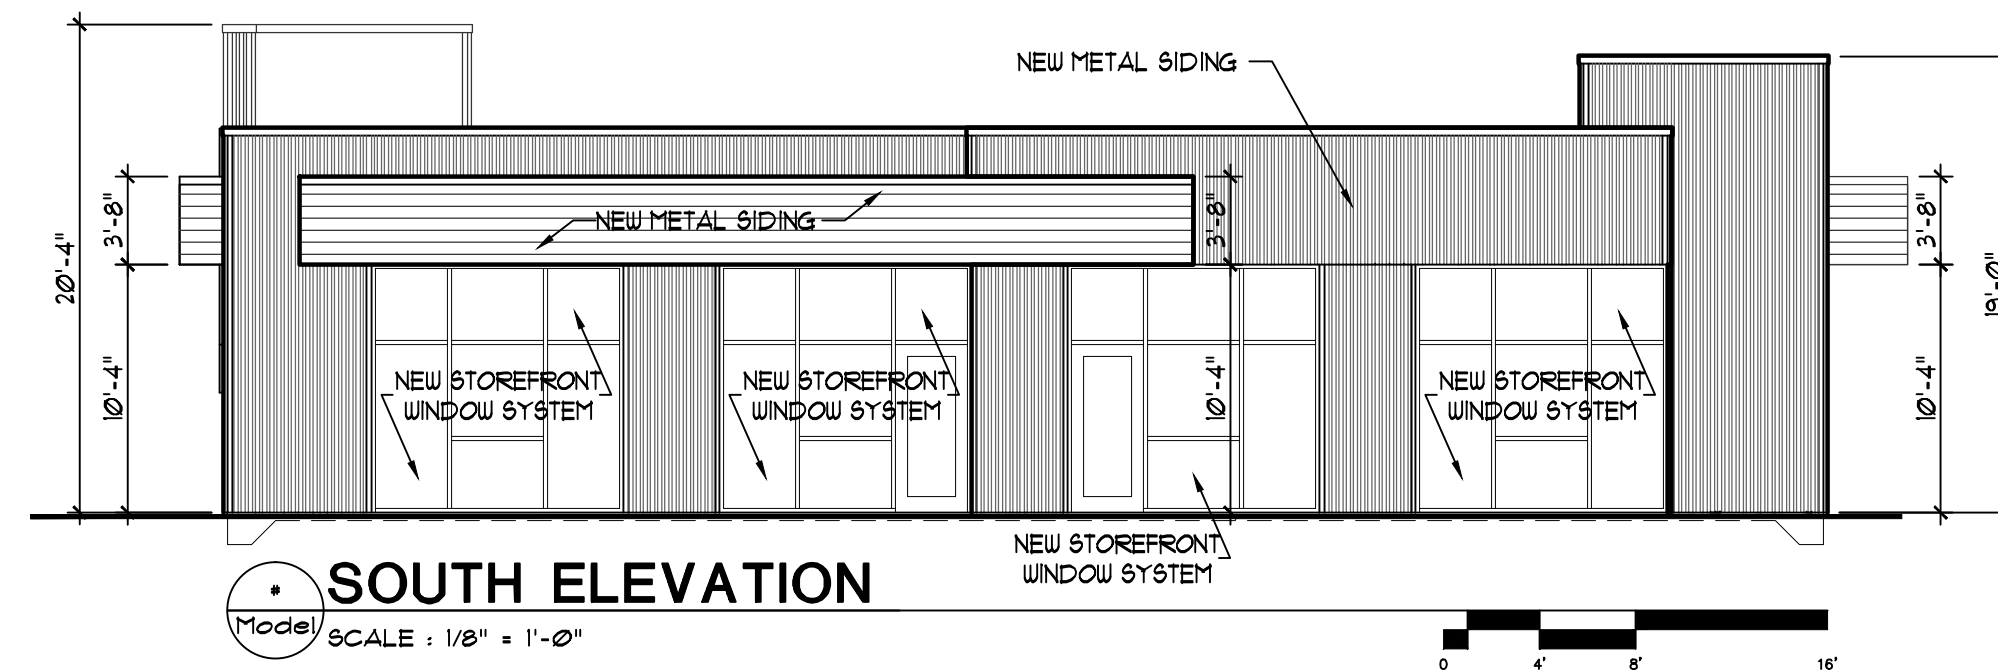 NEW METAL SIDING
20'-4"
3'-8"
10'-4"
NEW METAL SIDING
3'-8"
10'-4"
3'-8"
10'-4"
19'-0"
NEW STOREFRONT
WINDOW SYSTEM
NEW STOREFRONT
WINDOW SYSTEM
NEW STOREFRONT
WINDOW SYSTEM
NEW STOREFRONT
WINDOW SYSTEM
#
Model
SOUTH ELEVATION
SCALE : 1/8" = 1'-0"
0 4' 8' 16'